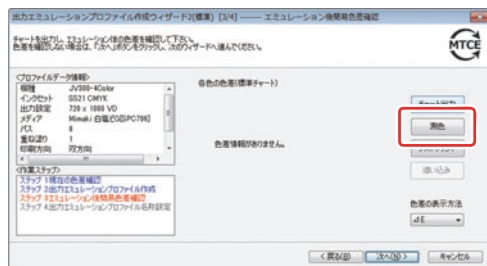 出力エミュレーションプロファイル作成ウィザード2(標準) [3/4] ------- エミュレーション後簡易色差確認
チャートを出力し、エミュレーション後の色差を確認して下さい。
色差を確認しない場合は、「次へ」ボタンをクリックし、次のウィザードへ進んでください。
MTCE
<プロファイルデータ情報>
機種 JV300-4Color
インクセット SS21 CMYK
出力設定 720 x 1080 VD
メディア Mimaki 白塩ビG[SPC706]
パス 8
重ね塗り 1
印刷方向 双方向
<作業ステップ>
ステップ 1:現在の色差確認
ステップ 2:出力エミュレーションプロファイル作成
ステップ 3:エミュレーション後簡易色差確認
ステップ 4:出力エミュレーションプロファイル名称設定
各色の色差(標準チャート)
色差情報がありません。
チャート出力
測色
追い込み
色差の表示方法
⊿E
< 戻る(B)
次へ(N) >
キャンセル